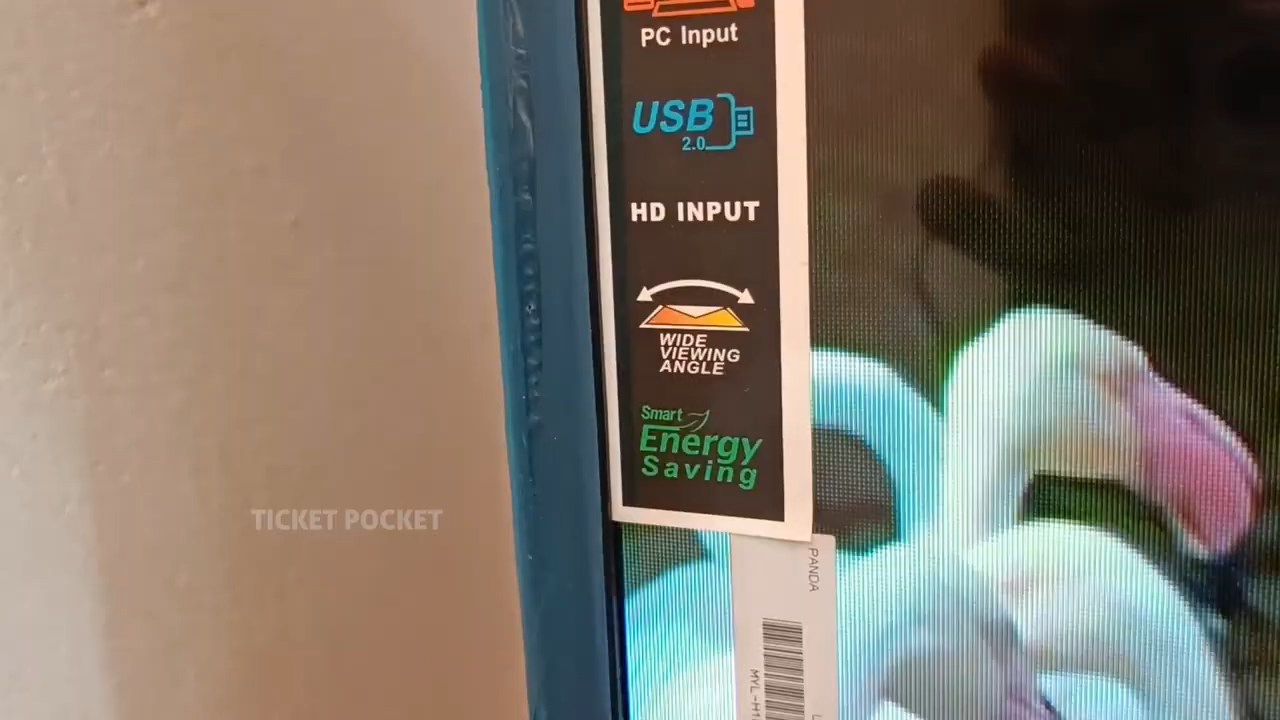 PC Input
USB
2.0
HD INPUT
WIDE
VIEWING
ANGLE
Smart
Energy
Saving
TICKET POCKET
PANDA